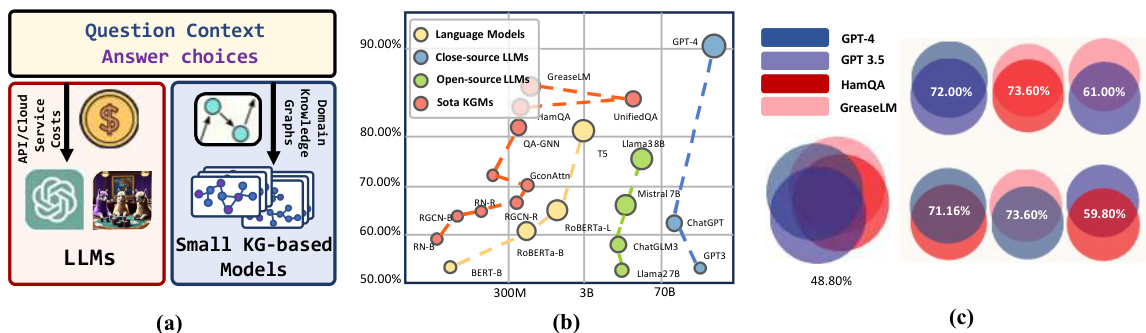 Question Context
Answer choices
API/Cloud
Service
Costs
LLMs
Domain
Knowledge
Graphs
Small KG-based
Models
(a)
90.00%
80.00%
70.00%
60.00%
50.00%
Language Models
Close-source LLMs
Open-source LLMs
Sota KGMs
GPT-4
GreaseLM
HamQA
UnifiedQA
QA-GNN
T5
Llama3 8B
GconAttn
Mistral 7B
RN-R
RGCN-B
RGCN-R
RoBERTa-L
ChatGPT
RN-B
RoBERTa-B
ChatGLM3
GPT3
BERT-B
Llama2 7B
300M
3B
70B
(b)
GPT-4
GPT 3.5
HamQA
GreaseLM
48.80%
72.00%
73.60%
61.00%
71.16%
73.60%
59.80%
(c)